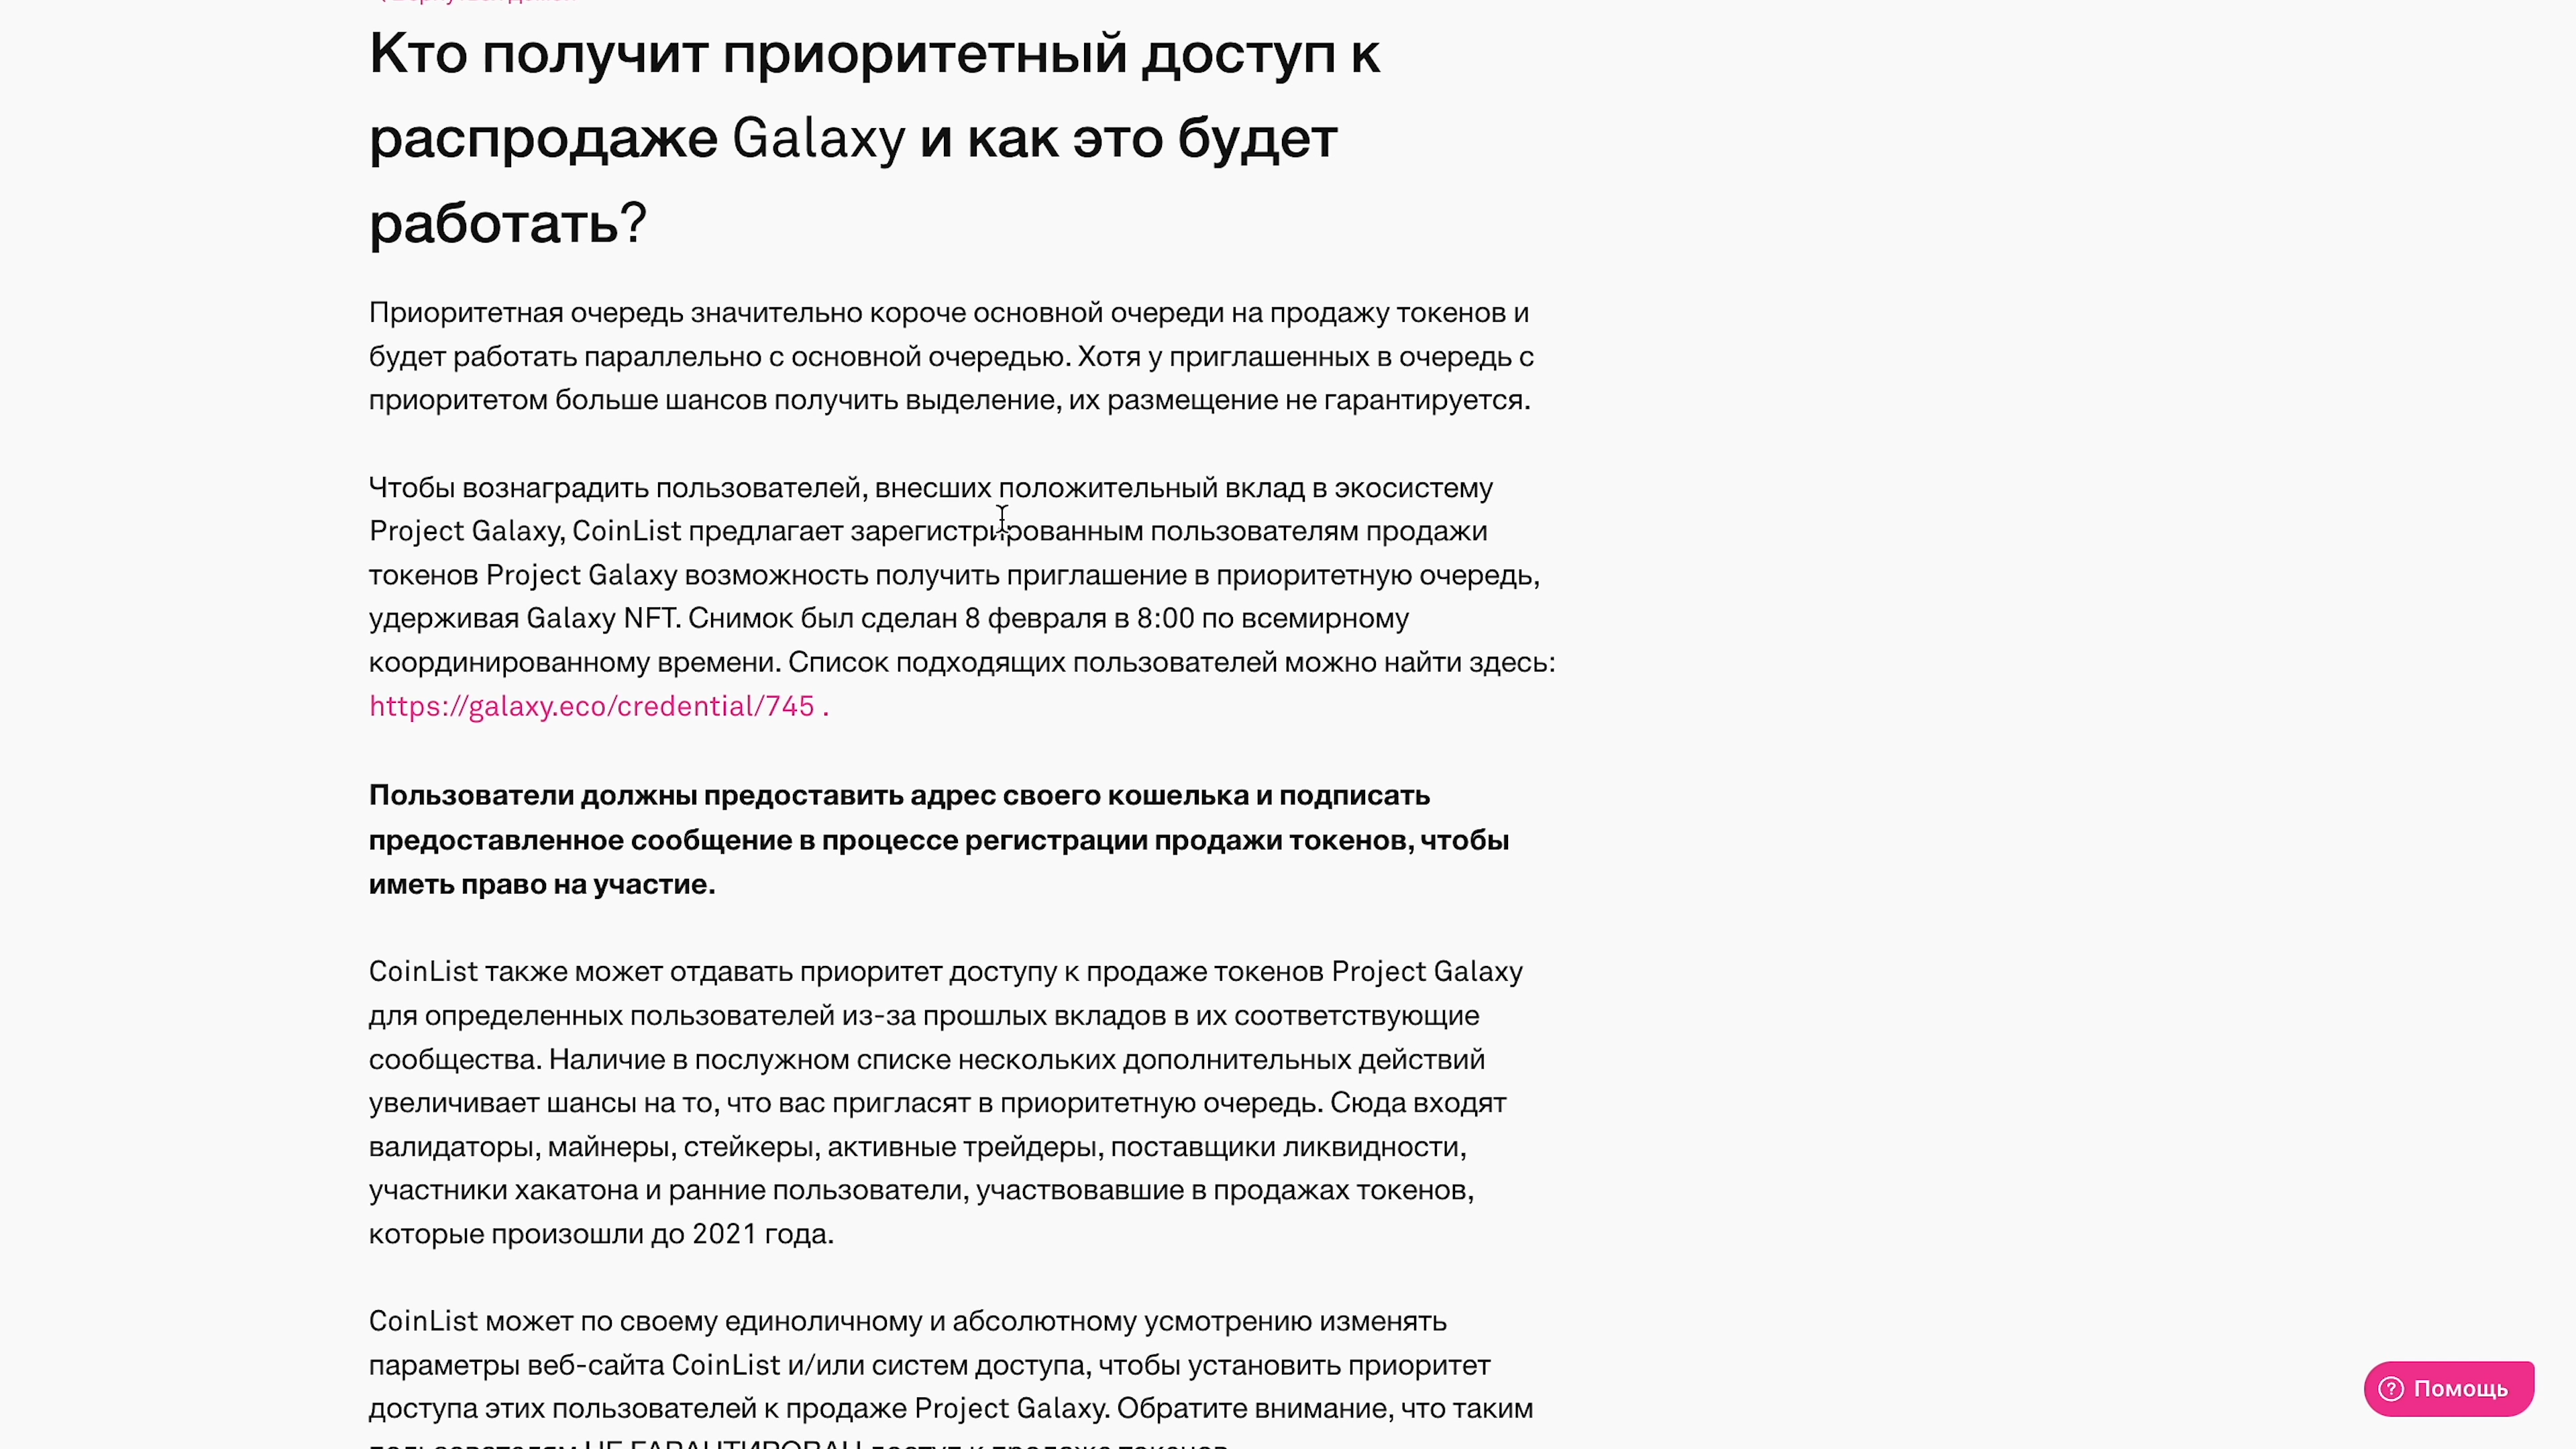 Кто получит приоритетный доступ к
распродаже Galaxy и как это будет
работать?
Приоритетная очередь значительно короче основной очереди на продажу токенов и
будет работать параллельно с основной очередью. Хотя у приглашенных в очередь с
приоритетом больше шансов получить выделение, их размещение не гарантируется.
Чтобы вознаградить пользователей, внесших положительный вклад в экосистему
Project Galaxy, CoinList предлагает зарегистрированным пользователям продажи
токенов Project Galaxy возможность получить приглашение в приоритетную очередь,
удерживая Galaxy NFT. Снимок был сделан 8 февраля в 8:00 по всемирному
координированному времени. Список подходящих пользователей можно найти здесь:
https://galaxy.eco/credential/745 .
Пользователи должны предоставить адрес своего кошелька и подписать
предоставленное сообщение в процессе регистрации продажи токенов, чтобы
иметь право на участие.
CoinList также может отдавать приоритет доступу к продаже токенов Project Galaxy
для определенных пользователей из-за прошлых вкладов в их соответствующие
сообщества. Наличие в послужном списке нескольких дополнительных действий
увеличивает шансы на то, что вас пригласят в приоритетную очередь. Сюда входят
валидаторы, майнеры, стейкеры, активные трейдеры, поставщики ликвидности,
участники хакатона и ранние пользователи, участвовавшие в продажах токенов,
которые произошли до 2021 года.
CoinList может по своему единоличному и абсолютному усмотрению изменять
параметры веб-сайта CoinList и/или систем доступа, чтобы установить приоритет
доступа этих пользователей к продаже Project Galaxy. Обратите внимание, что таким
пользователям НЕ ГАРАНТИРОВАН доступ к продаже токенов.
Помощь